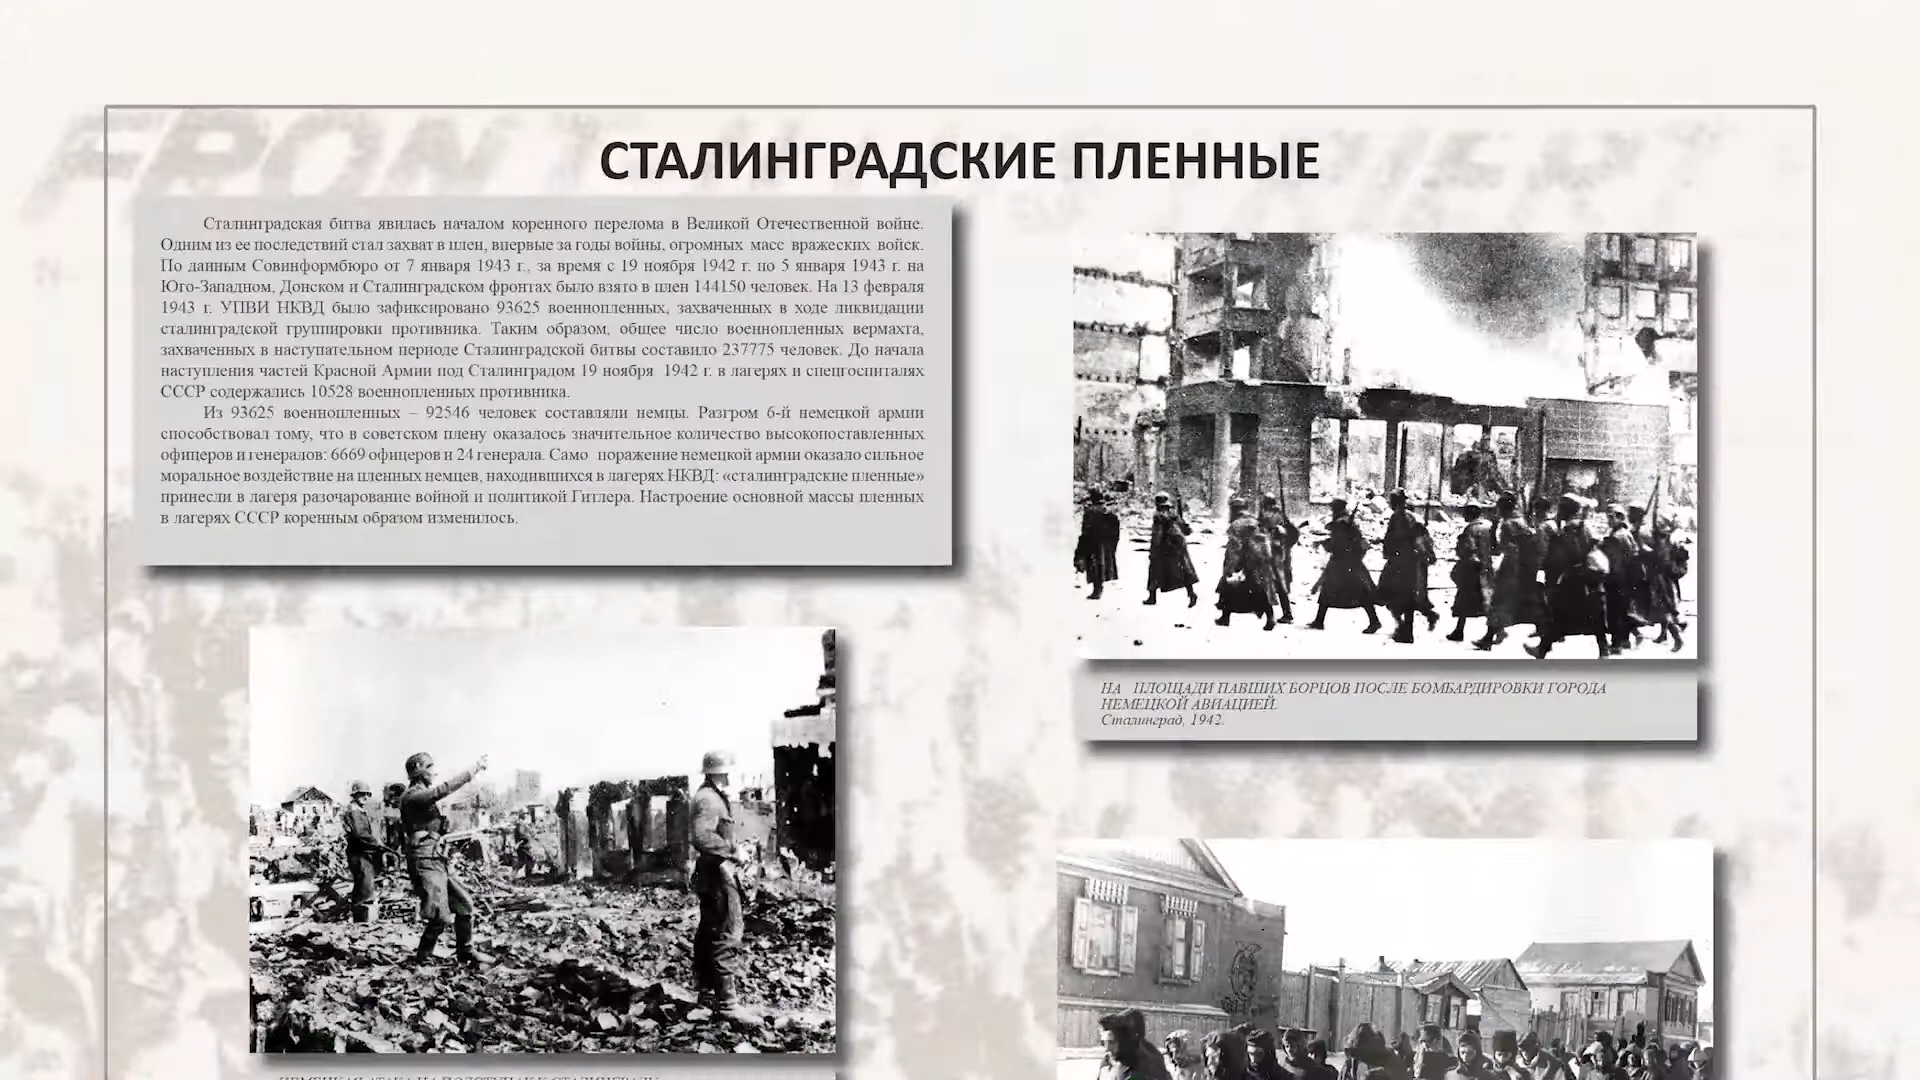 СТАЛИНГРАДСКИЕ ПЛЕННЫЕ
Сталинградская битва явилась началом коренного перелома в Великой Отечественной войне.
Одним из ее последствий стал захват в плен, впервые за годы войны, огромных масс вражеских войск.
По данным Совинформбюро от 7 января 1943 г., за время с 19 ноября 1942 г. по 5 января 1943 г. на
Юго-Западном, Донском и Сталинградском фронтах было взято в плен 144150 человек. На 13 февраля
1943 г. УПВИ НКВД было зафиксировано 93625 военнопленных, захваченных в ходе ликвидации
сталинградской группировки противника. Таким образом, общее число военнопленных вермахта,
захваченных в наступательном периоде Сталинградской битвы составило 237775 человек. До начала
наступления частей Красной Армии под Сталинградом 19 ноября 1942 г. в лагерях и спецгоспиталях
СССР содержались 10528 военнопленных противника.
Из 93625 военнопленных – 92546 человек составляли немцы. Разгром 6-й немецкой армии
способствовал тому, что в советском плену оказалось значительное количество высокопоставленных
офицеров и генералов: 6669 офицеров и 24 генерала. Само поражение немецкой армии оказало сильное
моральное воздействие на пленных немцев, находившихся в лагерях НКВД: «сталинградские пленные»
принесли в лагеря разочарование войной и политикой Гитлера. Настроение основной массы пленных
в лагерях СССР коренным образом изменилось.
НА ПЛОЩАДИ ПАВШИХ БОРЦОВ ПОСЛЕ БОМБАРДИРОВКИ ГОРОДА
НЕМЕЦКОЙ АВИАЦИЕЙ.
Сталинград, 1942.
НЕМЕЦКАЯ АТАКА НА ПОДСТУПАХ К СТАЛИНГРАДУ